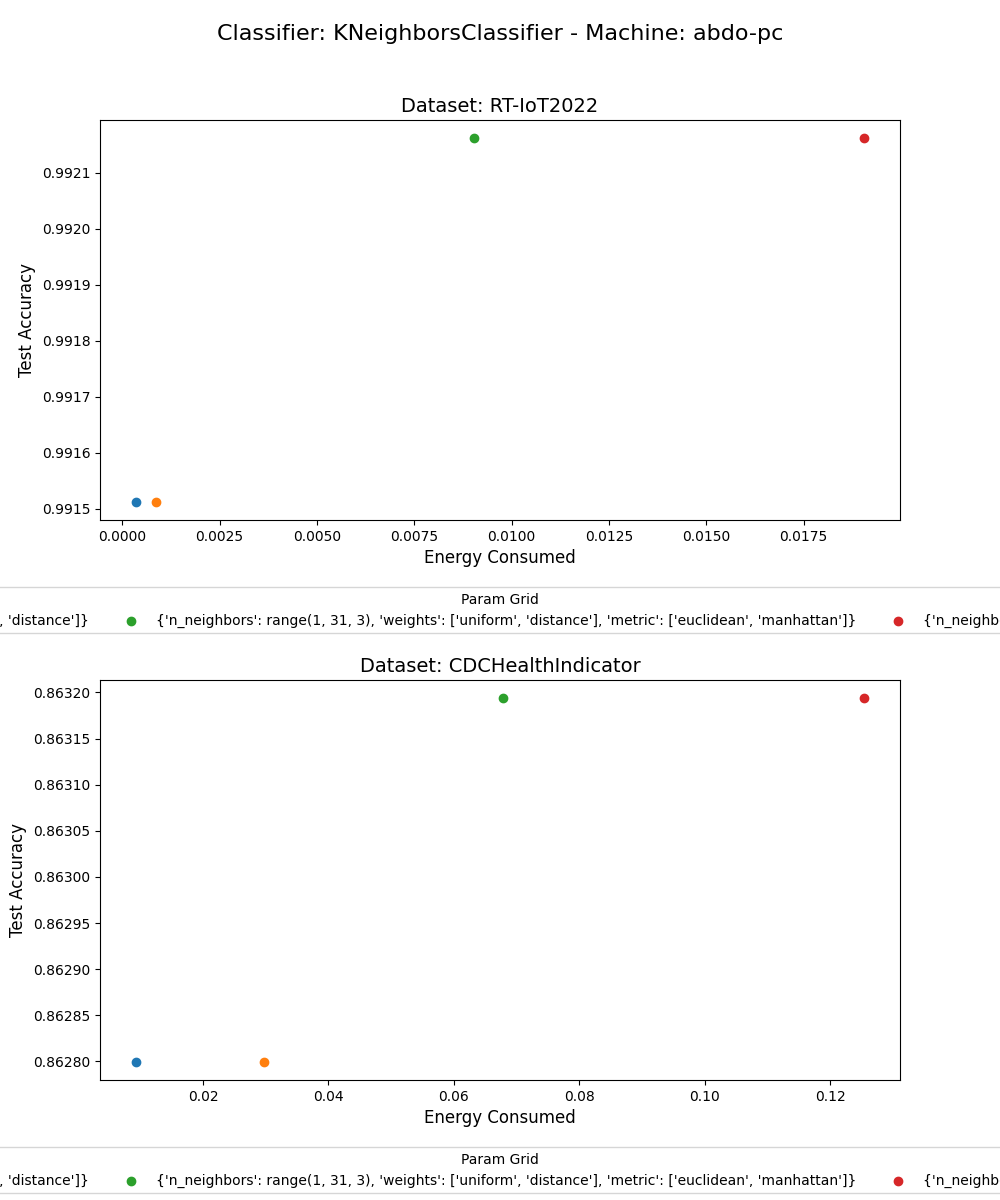 Classifier: KNeighborsClassifier - Machine: abdo-pc
Dataset: RT-IoT2022
0.9921
0.9920
0.9919
0.9918
0.9917
0.9916
0.9915
Test Accuracy
0.0000 0.0025 0.0050 0.0075 0.0100 0.0125 0.0150 0.0175
Energy Consumed
Param Grid
, 'distance']} {'n_neighbors': range(1, 31, 3), 'weights': ['uniform', 'distance'], 'metric': ['euclidean', 'manhattan']} {'n_neighb
Dataset: CDCHealthIndicator
0.86320
0.86315
0.86310
0.86305
0.86300
0.86295
0.86290
0.86285
0.86280
Test Accuracy
0.02 0.04 0.06 0.08 0.10 0.12
Energy Consumed
Param Grid
, 'distance']} {'n_neighbors': range(1, 31, 3), 'weights': ['uniform', 'distance'], 'metric': ['euclidean', 'manhattan']} {'n_neighb